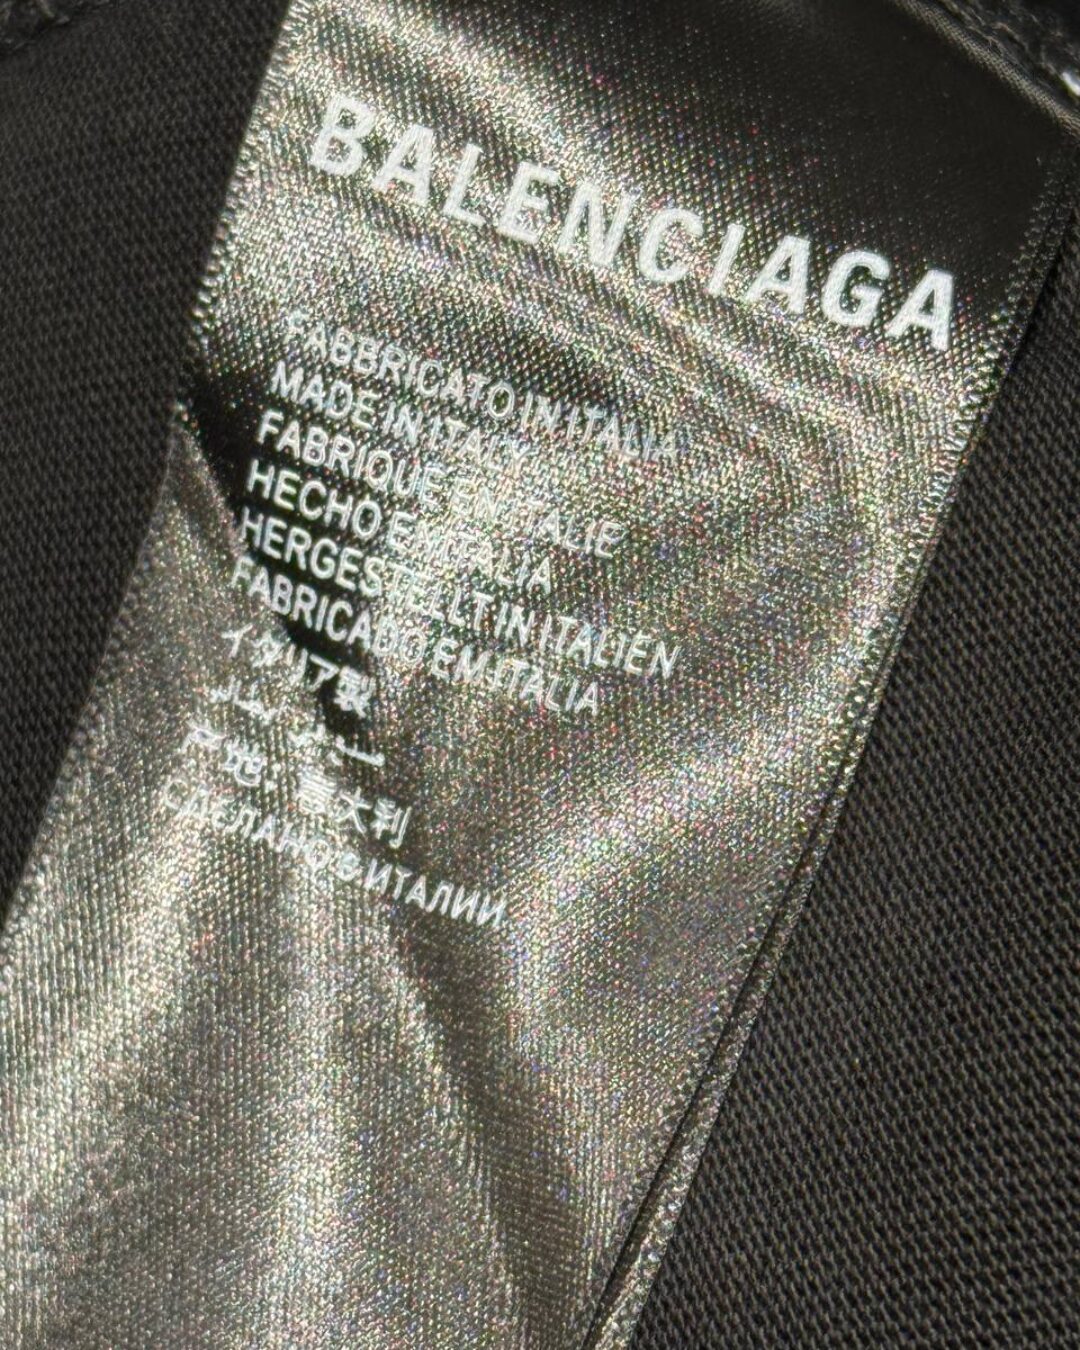 BALENCIAGA
FABBRICATO IN ITALIA
MADE IN ITALY
FABRIQUÉ EN ITALIE
HECHO EN ITALIA
HERGESTELLT IN ITALIEN
FABRICADO EM ITALIA
イタリア製
产地：意大利
СДЕЛАНО В ИТАЛИИ